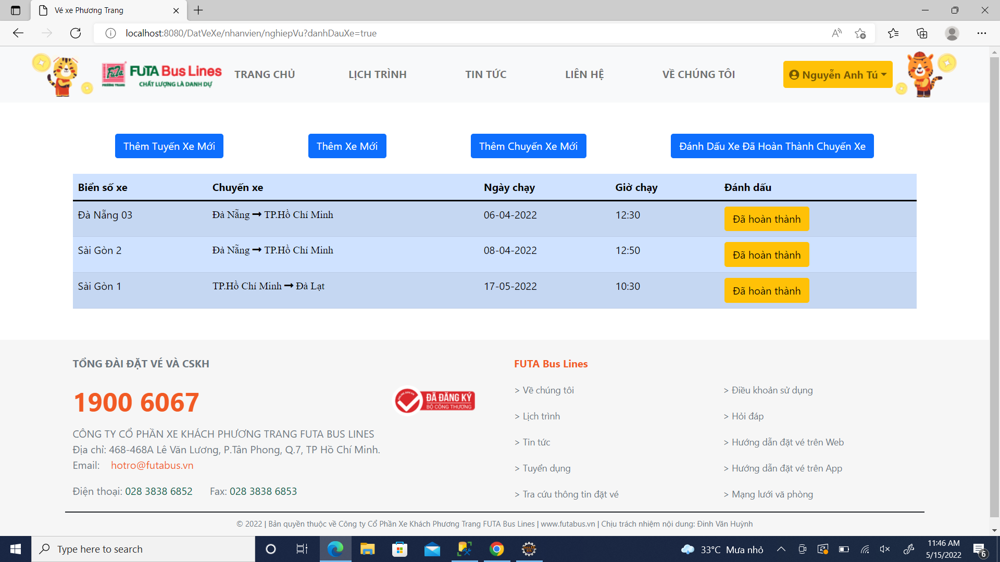 Vé xe Phương Trang
localhost:8080/DatVeXe/nhanvien/nghiepVu?danhDauXe=true
FuTa
PHƯƠNG TRANG
FUTA Bus Lines
CHẤT LƯỢNG LÀ DANH DỰ
TRANG CHỦ
LỊCH TRÌNH
TIN TỨC
LIÊN HỆ
VỀ CHÚNG TÔI
Nguyễn Anh Tú
Thêm Tuyến Xe Mới
Thêm Xe Mới
Thêm Chuyến Xe Mới
Đánh Dấu Xe Đã Hoàn Thành Chuyến Xe
Biển số xe Chuyến xe Ngày chạy Giờ chạy Đánh dấu
Đà Nẵng 03 Đà Nẵng → TP.Hồ Chí Minh 06-04-2022 12:30 Đã hoàn thành
Sài Gòn 2 Đà Nẵng → TP.Hồ Chí Minh 08-04-2022 12:50 Đã hoàn thành
Sài Gòn 1 TP.Hồ Chí Minh → Đà Lạt 17-05-2022 10:30 Đã hoàn thành
TỔNG ĐÀI ĐẶT VÉ VÀ CSKH
1900 6067
ĐÃ ĐĂNG KÝ
BỘ CÔNG THƯƠNG
CÔNG TY CỔ PHẦN XE KHÁCH PHƯƠNG TRANG FUTA BUS LINES
Địa chỉ: 468-468A Lê Văn Lương, P.Tân Phong, Q.7, TP Hồ Chí Minh.
Email: hotro@futabus.vn
Điện thoại: 028 3838 6852 Fax: 028 3838 6853
FUTA Bus Lines
> Về chúng tôi
> Lịch trình
> Tin tức
> Tuyển dụng
> Tra cứu thông tin đặt vé
> Điều khoản sử dụng
> Hỏi đáp
> Hướng dẫn đặt vé trên Web
> Hướng dẫn đặt vé trên App
> Mạng lưới vă phòng
© 2022 | Bản quyền thuộc về Công ty Cổ Phần Xe Khách Phương Trang FUTA Bus Lines | www.futabus.vn | Chịu trách nhiệm nội dung: Đinh Văn Huỳnh
Type here to search
33°C Mưa nhỏ
11:46 AM
5/15/2022
6